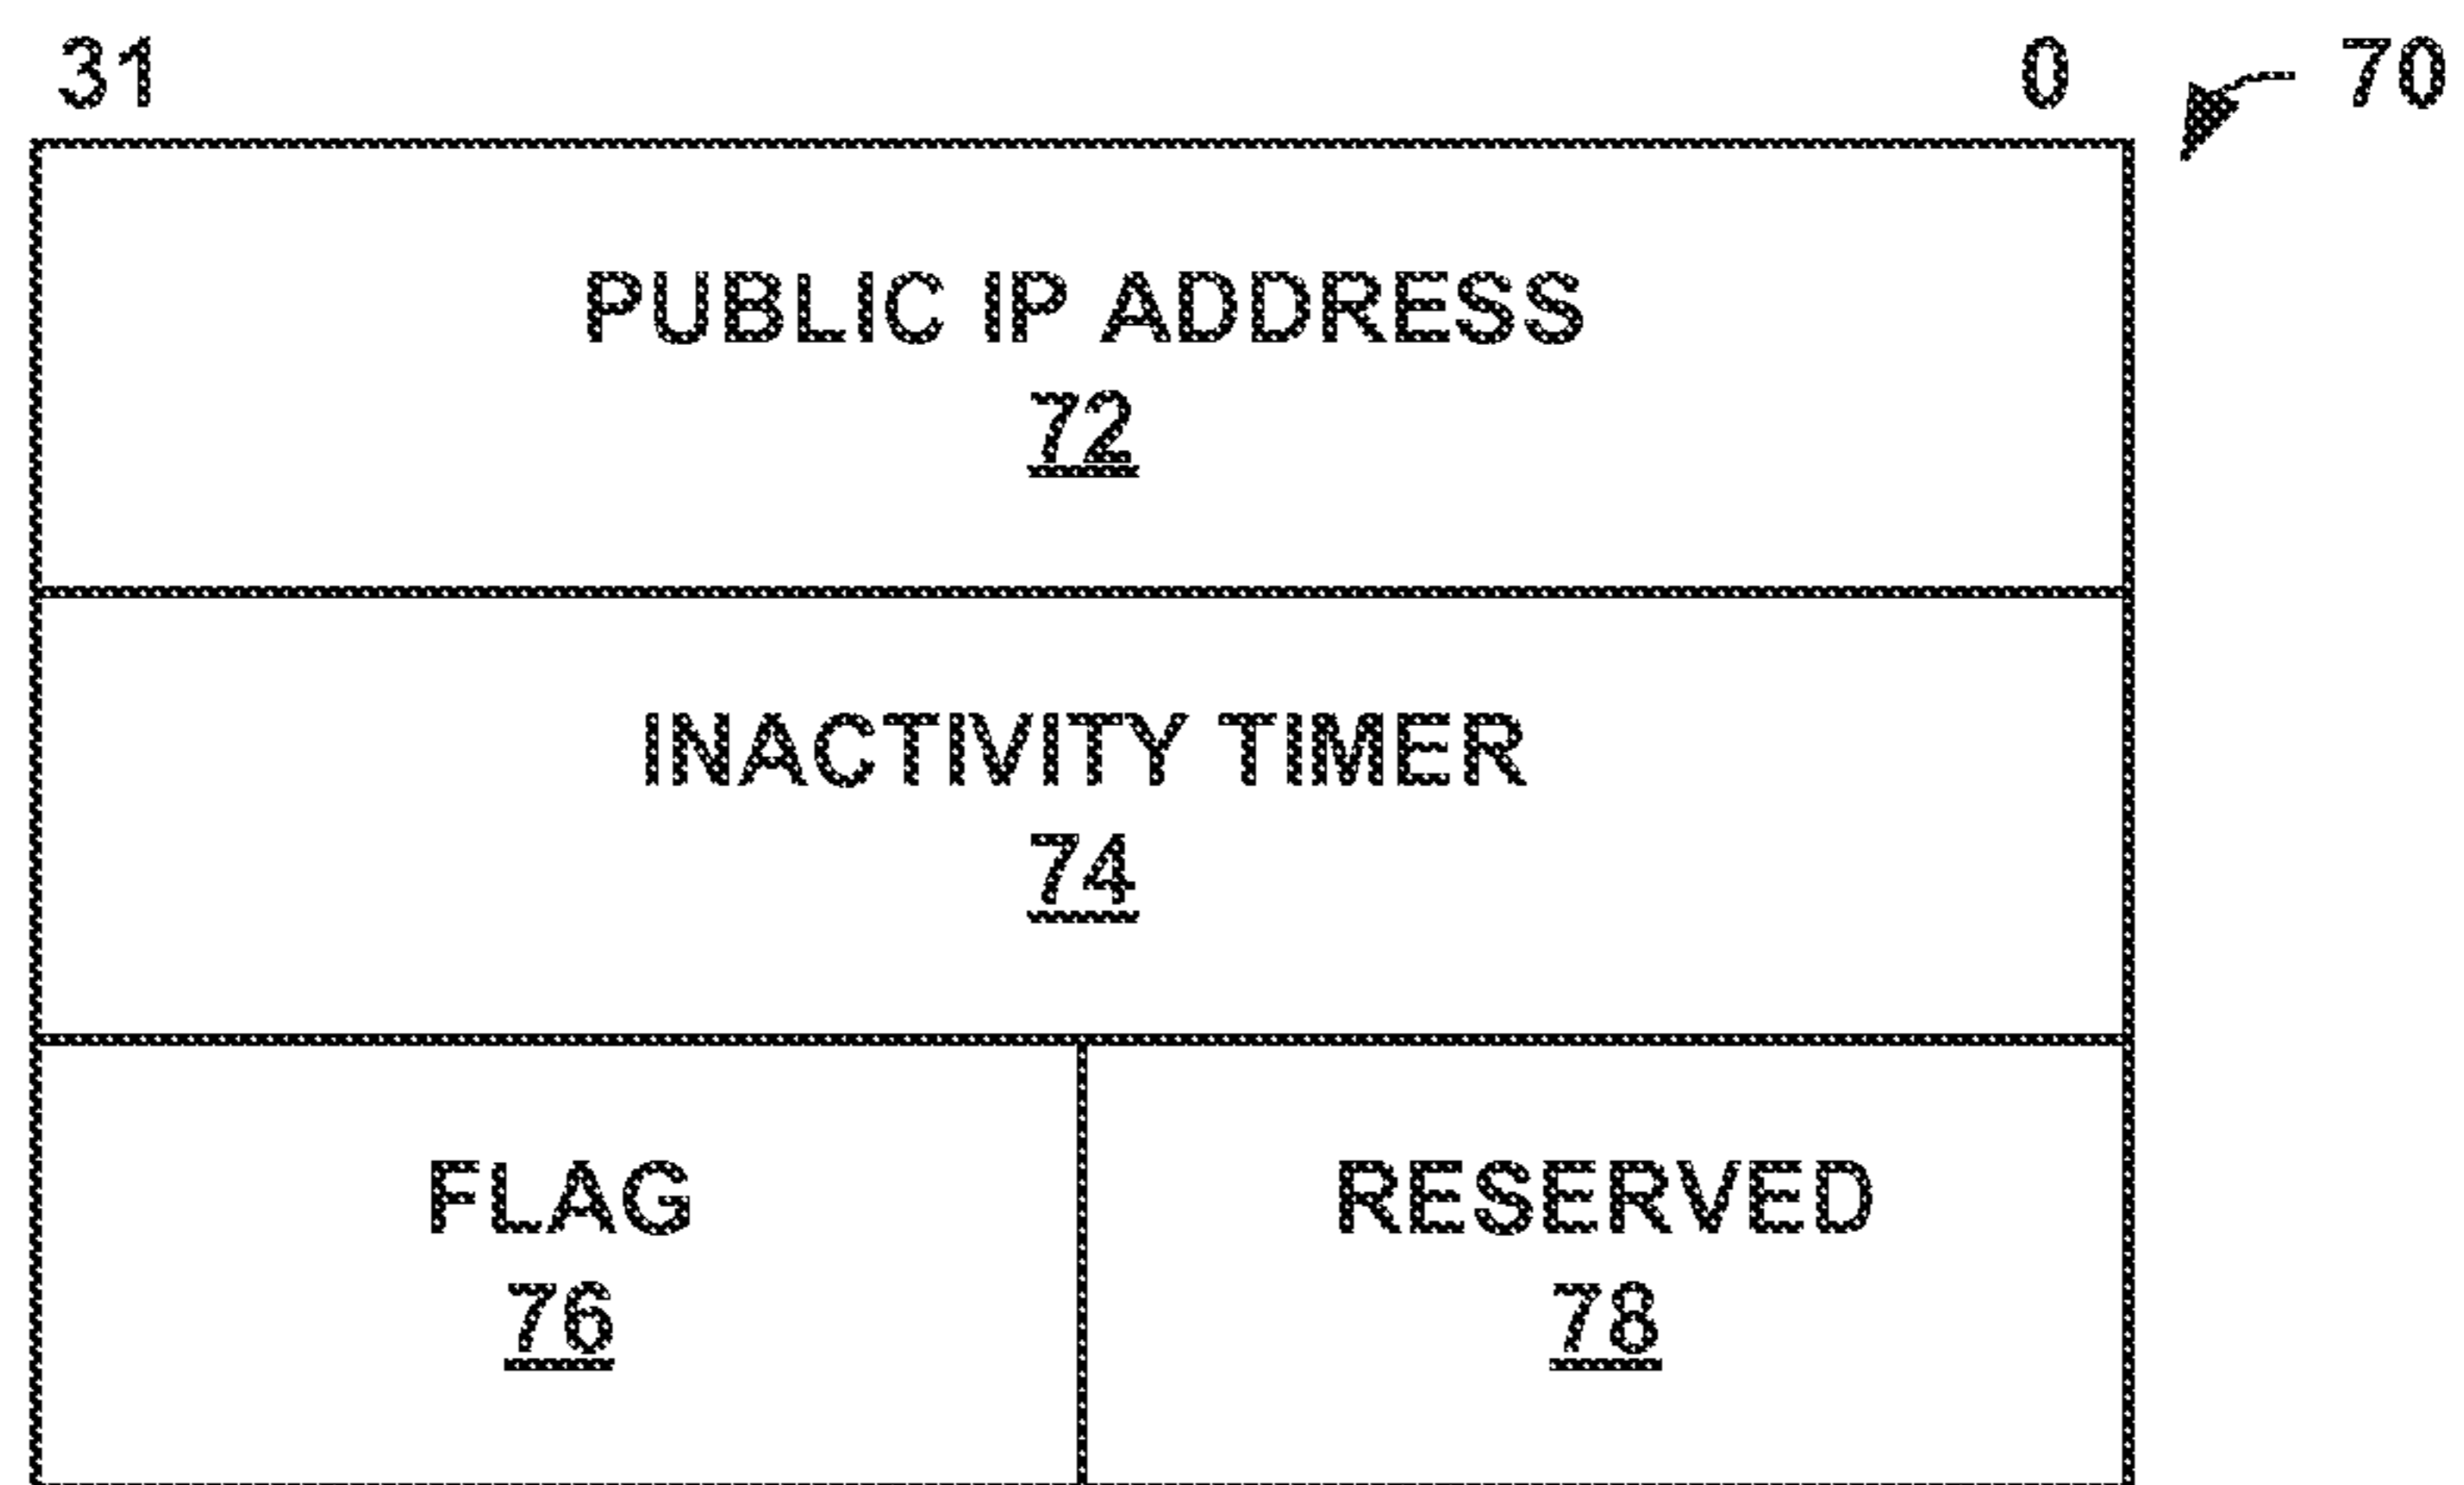 31 0 70
PUBLIC IP ADDRESS
72
INACTIVITY TIMER
74
FLAG RESERVED
76 78